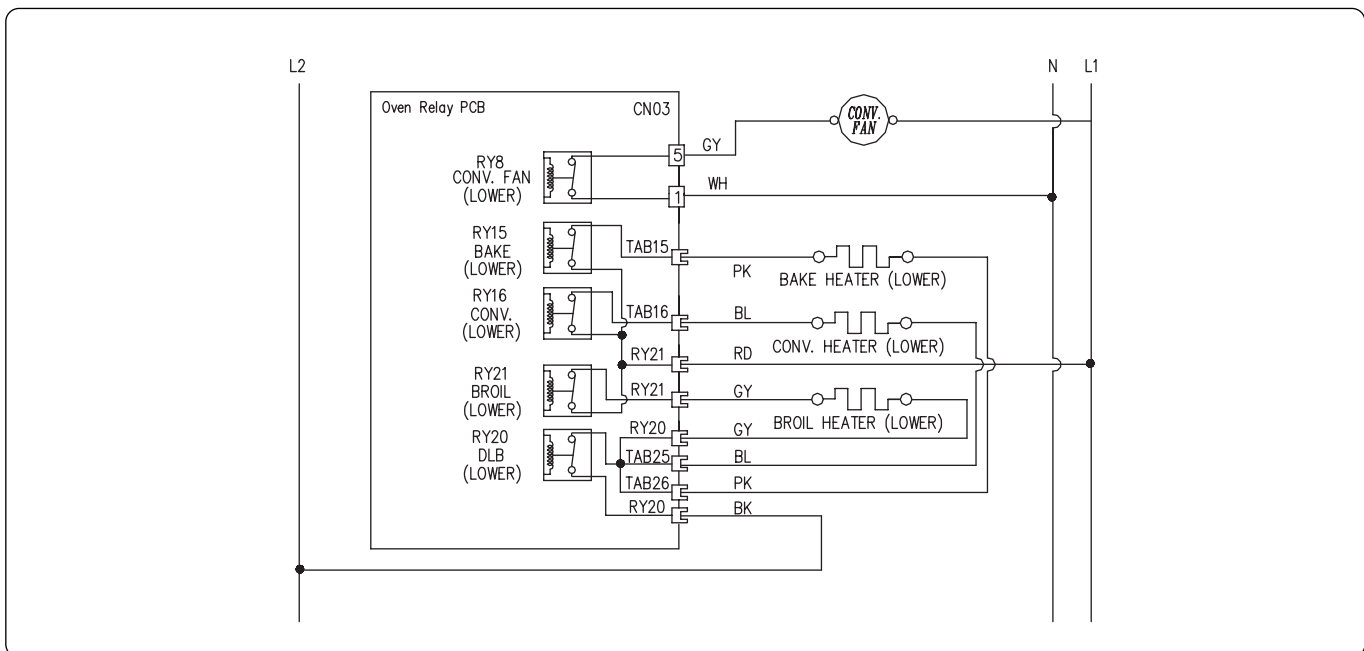 L2
N
L1
Oven Relay PCB
CN03
CONV.
FAN
5
GY
RY8
CONV. FAN
(LOWER)
1
WH
RY15
BAKE
(LOWER)
TAB15
PK
BAKE HEATER (LOWER)
RY16
CONV.
(LOWER)
TAB16
BL
CONV. HEATER (LOWER)
RY21
RD
RY21
BROIL
(LOWER)
RY21
GY
BROIL HEATER (LOWER)
RY20
DLB
(LOWER)
RY20
GY
TAB25
BL
TAB26
PK
RY20
BK